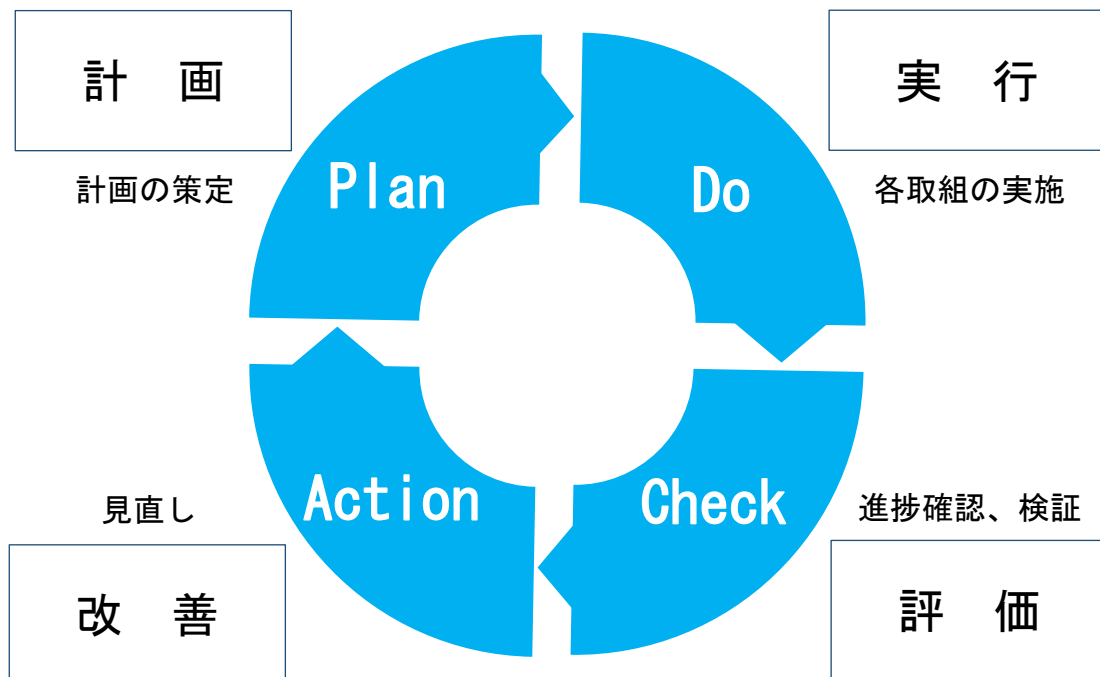 計　画
実　行
計画の策定
Plan
Do
各取組の実施
見直し
Action
Check
進捗確認、検証
改　善
評　価